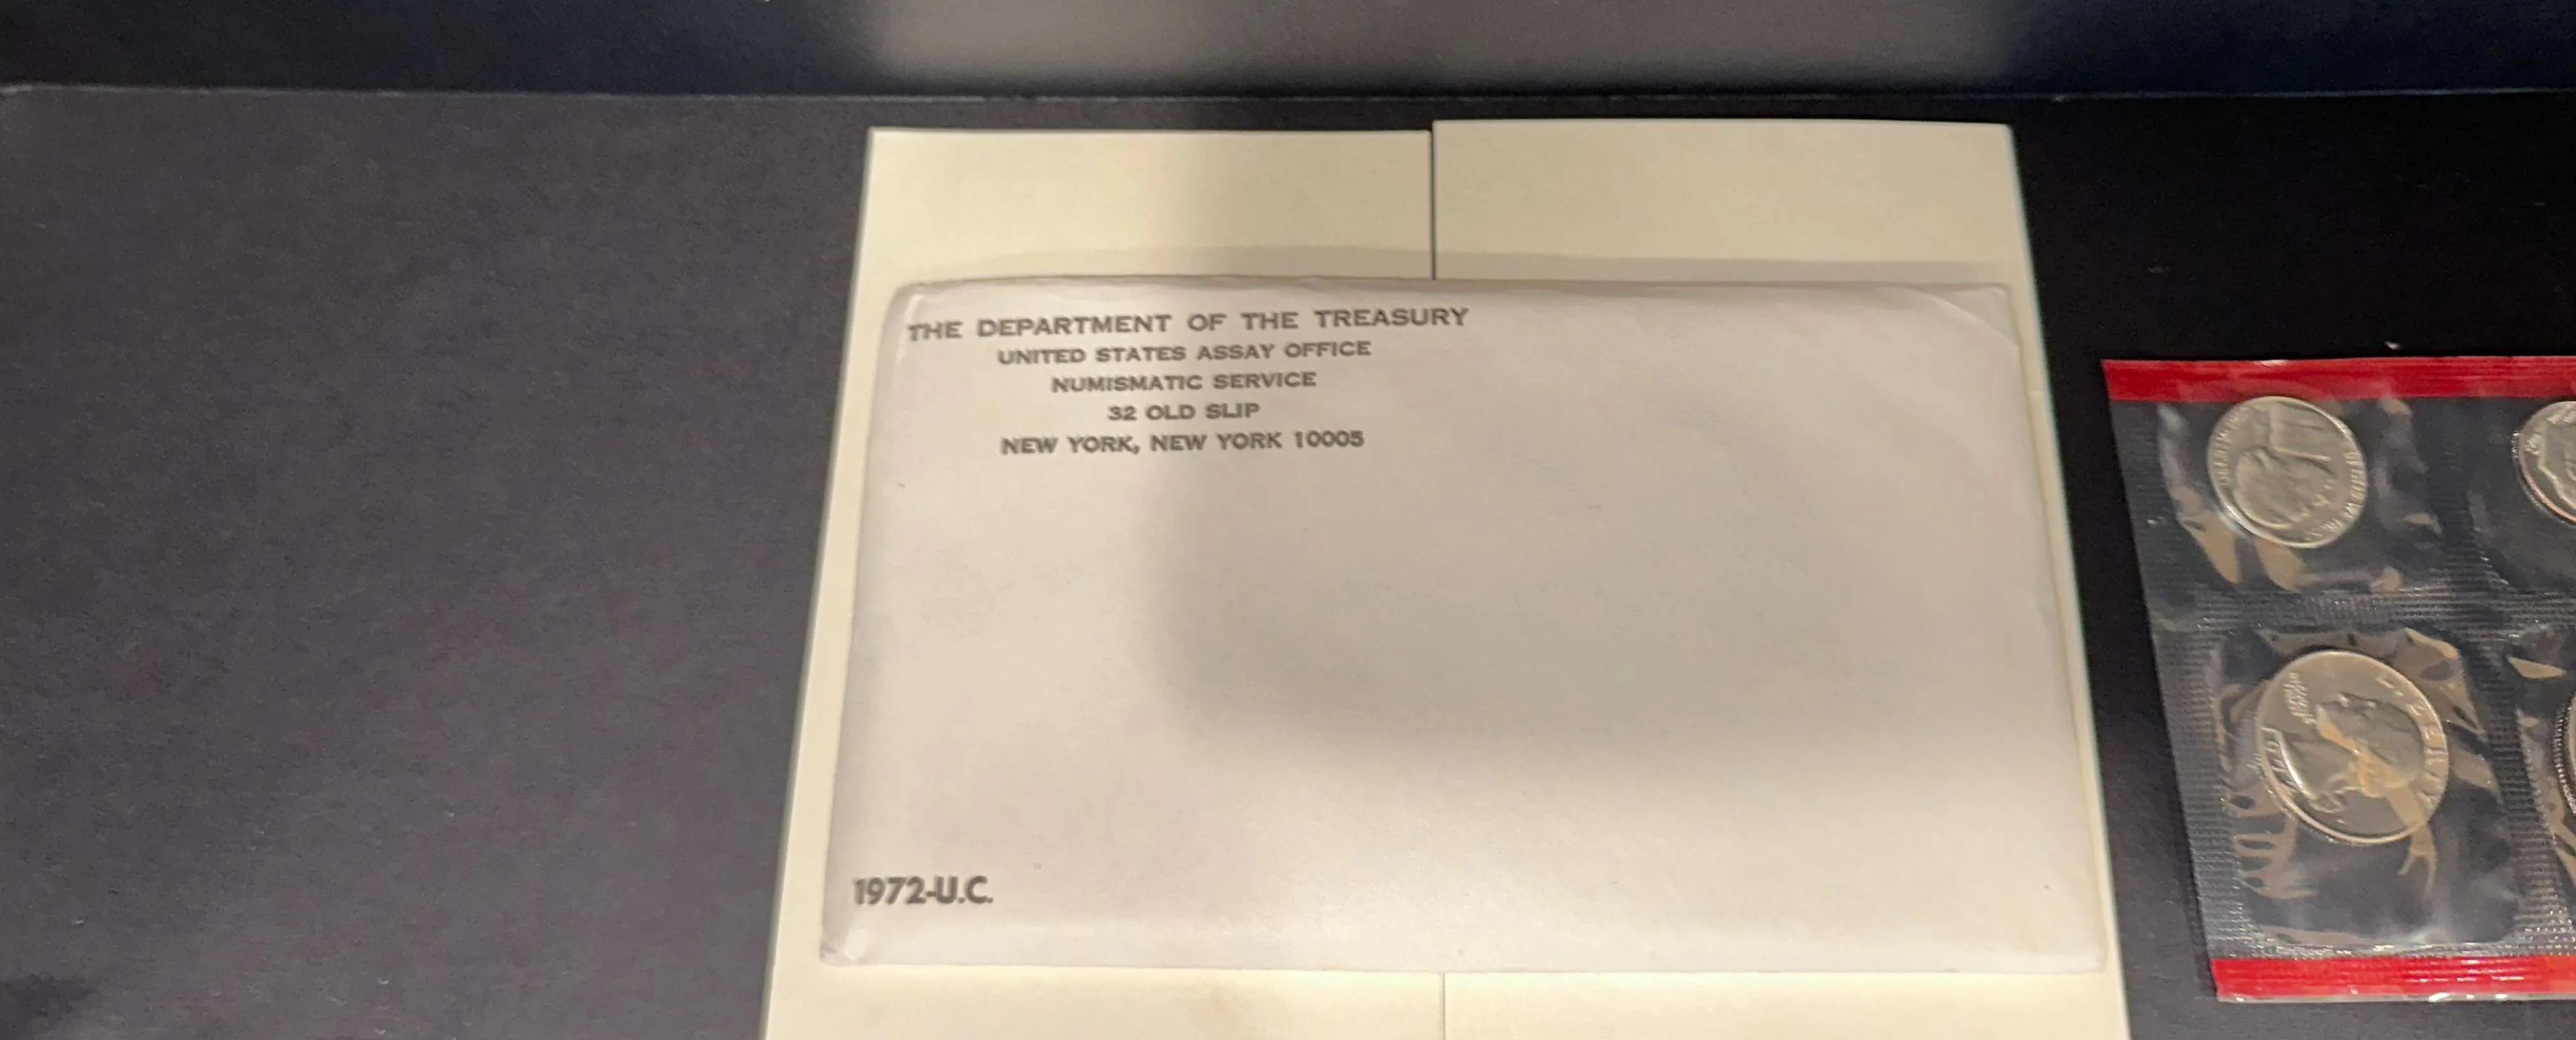 THE DEPARTMENT OF THE TREASURY
UNITED STATES ASSAY OFFICE
NUMISMATIC SERVICE
32 OLD SLIP
NEW YORK, NEW YORK 10005
1972-U.C.